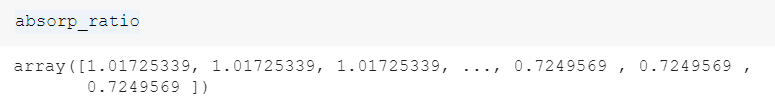 absorp_ratio
array([1.01725339, 1.01725339, 1.01725339, ..., 0.7249569 , 0.7249569 ,
       0.7249569 ])